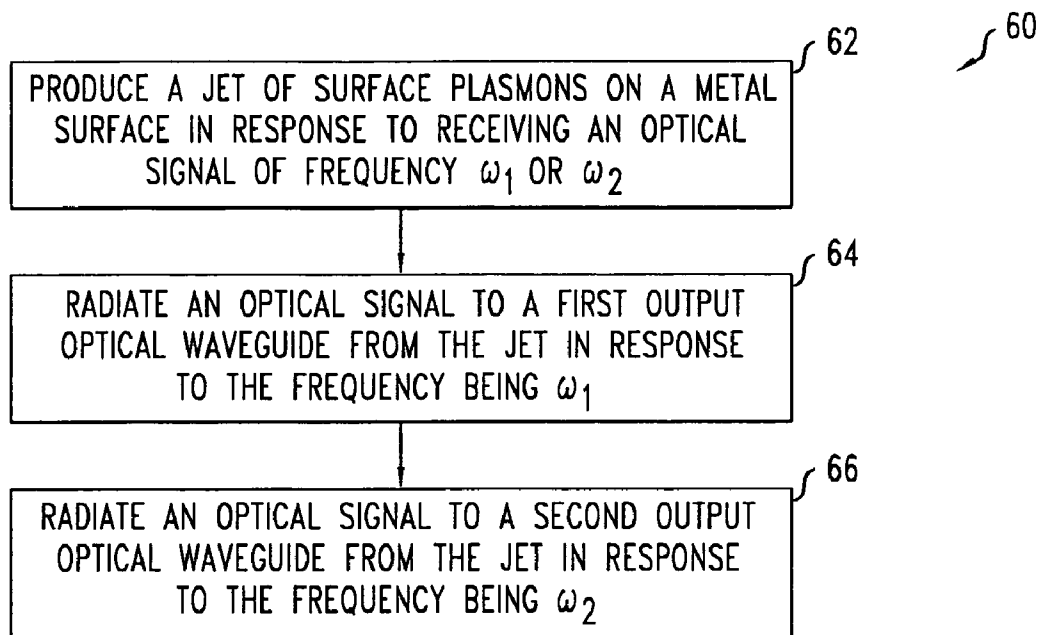 60
62
PRODUCE A JET OF SURFACE PLASMONS ON A METAL
SURFACE IN RESPONSE TO RECEIVING AN OPTICAL
SIGNAL OF FREQUENCY ω₁ OR ω₂
64
RADIATE AN OPTICAL SIGNAL TO A FIRST OUTPUT
OPTICAL WAVEGUIDE FROM THE JET IN RESPONSE
TO THE FREQUENCY BEING ω₁
66
RADIATE AN OPTICAL SIGNAL TO A SECOND OUTPUT
OPTICAL WAVEGUIDE FROM THE JET IN RESPONSE
TO THE FREQUENCY BEING ω₂